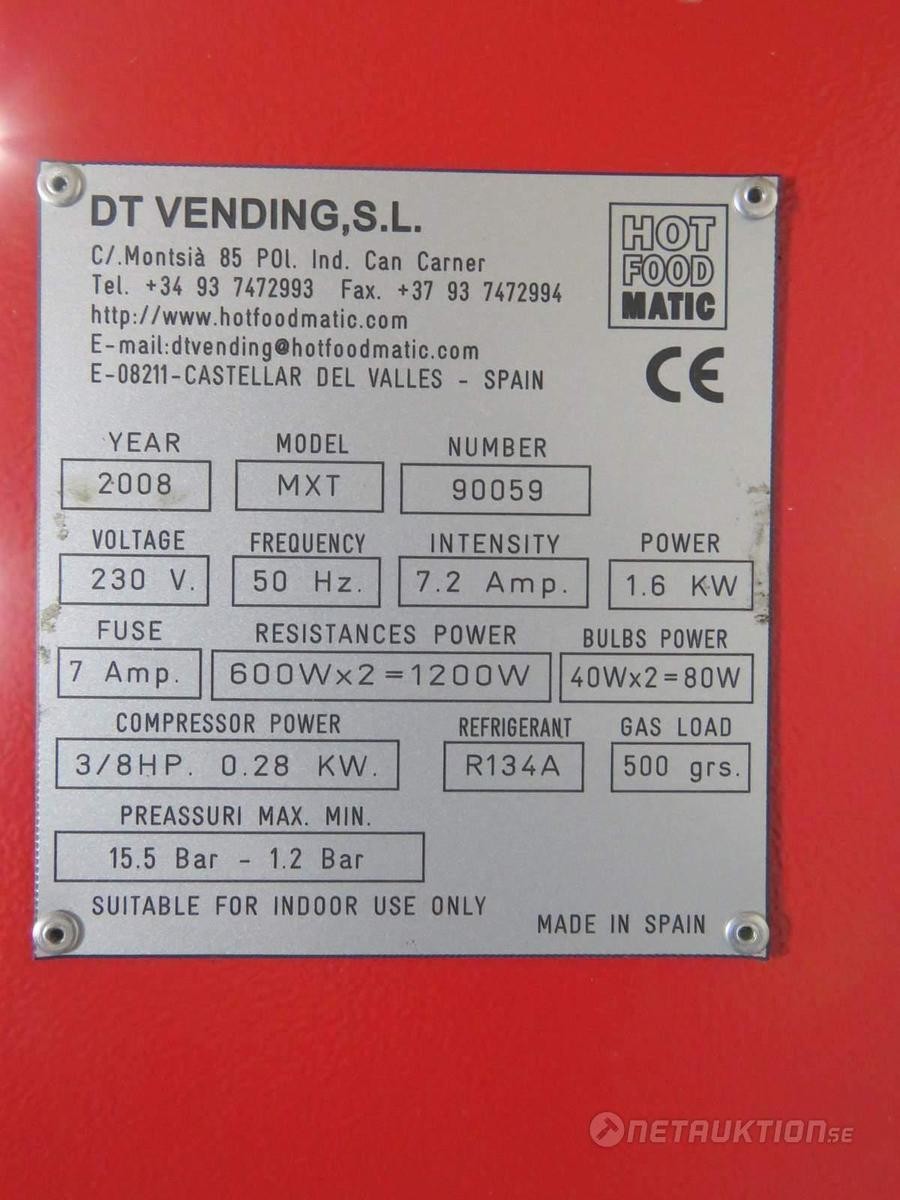 DT VENDING,S.L.
C/.Montsià 85 POl. Ind. Can Carner
Tel. +34 93 7472993 Fax. +37 93 7472994
http://www.hotfoodmatic.com
E-mail:dtvending@hotfoodmatic.com
E-08211-CASTELLAR DEL VALLES - SPAIN
HOT
FOOD
MATIC
CE
YEAR MODEL NUMBER
2008 MXT 90059
VOLTAGE FREQUENCY INTENSITY POWER
230 V. 50 Hz. 7.2 Amp. 1.6 KW
FUSE RESISTANCES POWER BULBS POWER
7 Amp. 600Wx2=1200W 40Wx2=80W
COMPRESSOR POWER REFRIGERANT GAS LOAD
3/8HP. 0.28 KW. R134A 500 grs.
PREASSURI MAX. MIN.
15.5 Bar - 1.2 Bar
SUITABLE FOR INDOOR USE ONLY
MADE IN SPAIN
NETAUKTION.SE